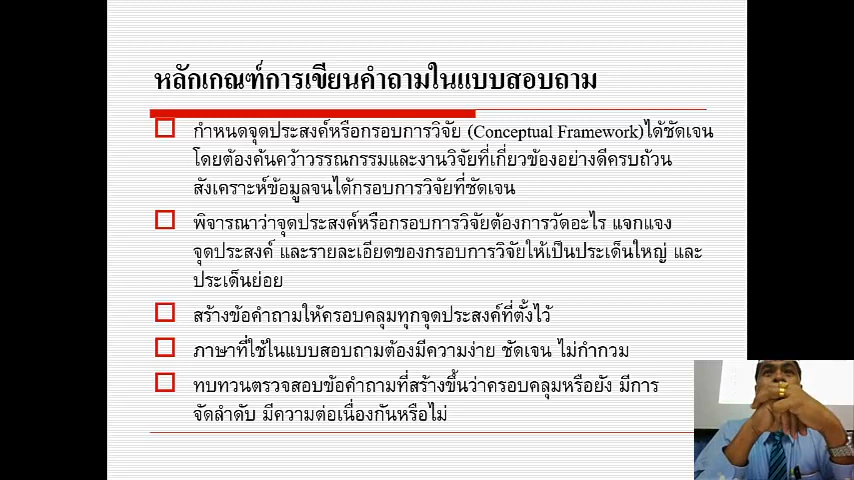 หลักเกณฑ์การเขียนคำถามในแบบสอบถาม
กำหนดจุดประสงค์หรือกรอบการวิจัย (Conceptual Framework)ได้ชัดเจน
โดยต้องค้นคว้าวรรณกรรมและงานวิจัยที่เกี่ยวข้องอย่างดีครบถ้วน
สังเคราะห์ข้อมูลจนได้กรอบการวิจัยที่ชัดเจน
พิจารณาว่าจุดประสงค์หรือกรอบการวิจัยต้องการวัดอะไร แจกแจง
จุดประสงค์ และรายละเอียดของกรอบการวิจัยให้เป็นประเด็นใหญ่ และ
ประเด็นย่อย
สร้างข้อคำถามให้ครอบคลุมทุกจุดประสงค์ที่ตั้งไว้
ภาษาที่ใช้ในแบบสอบถามต้องมีความง่าย ชัดเจน ไม่กำกวม
ทบทวนตรวจสอบข้อคำถามที่สร้างขึ้นว่าครอบคลุมหรือยัง มีการ
จัดลำดับ มีความต่อเนื่องกันหรือไม่